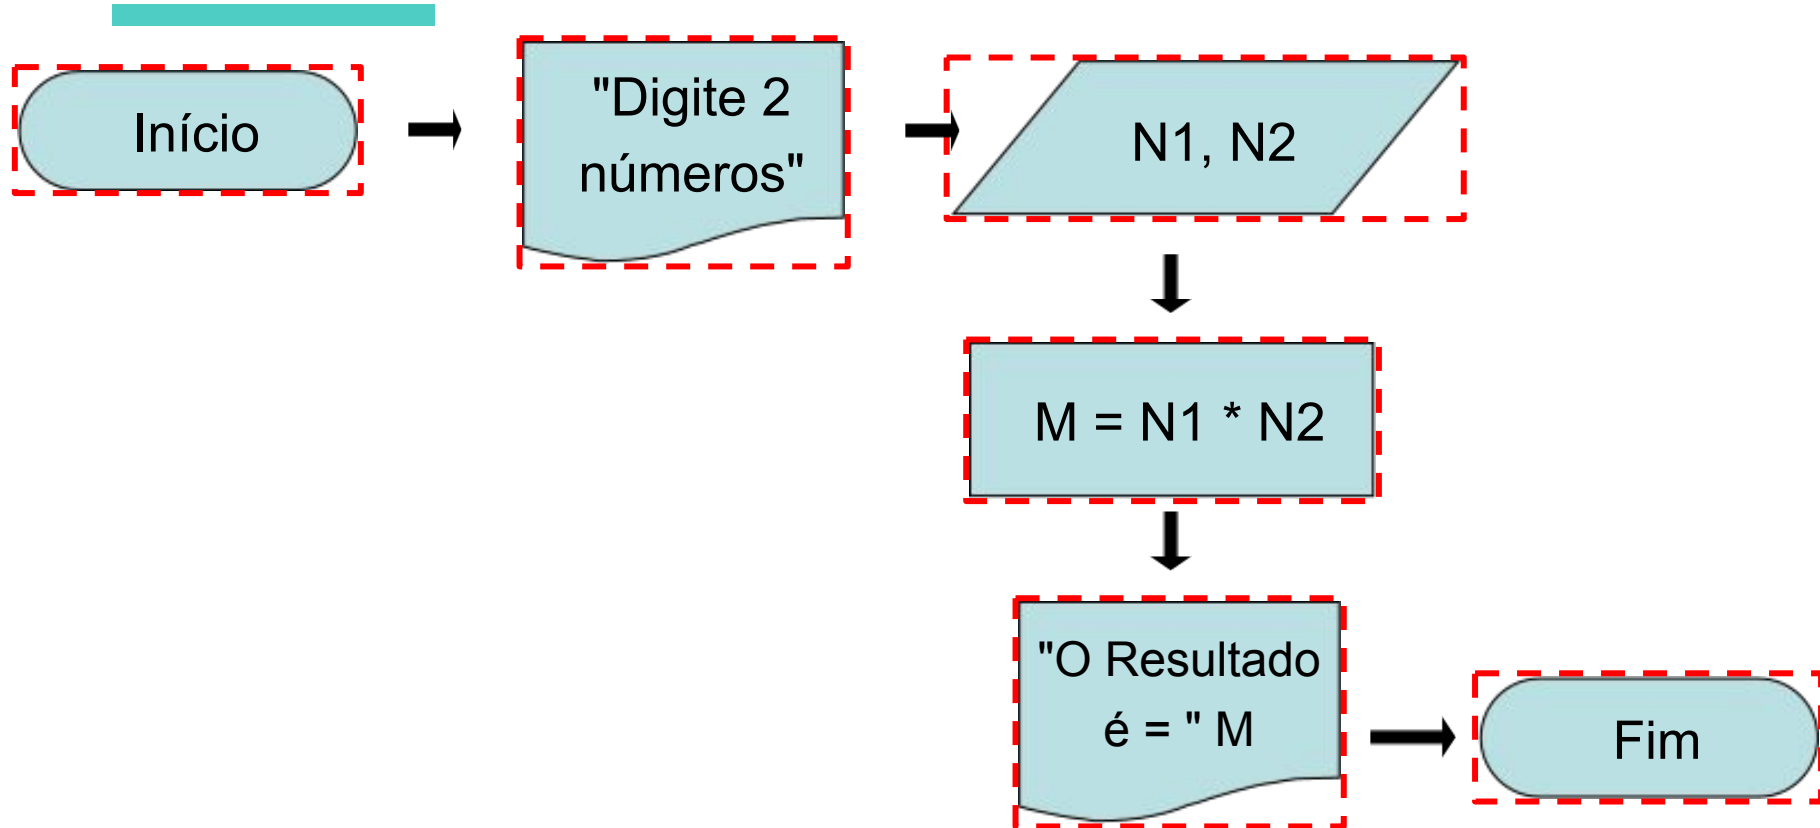 Início
"Digite 2
números"
N1, N2
M = N1 * N2
"O Resultado
é = " M
Fim